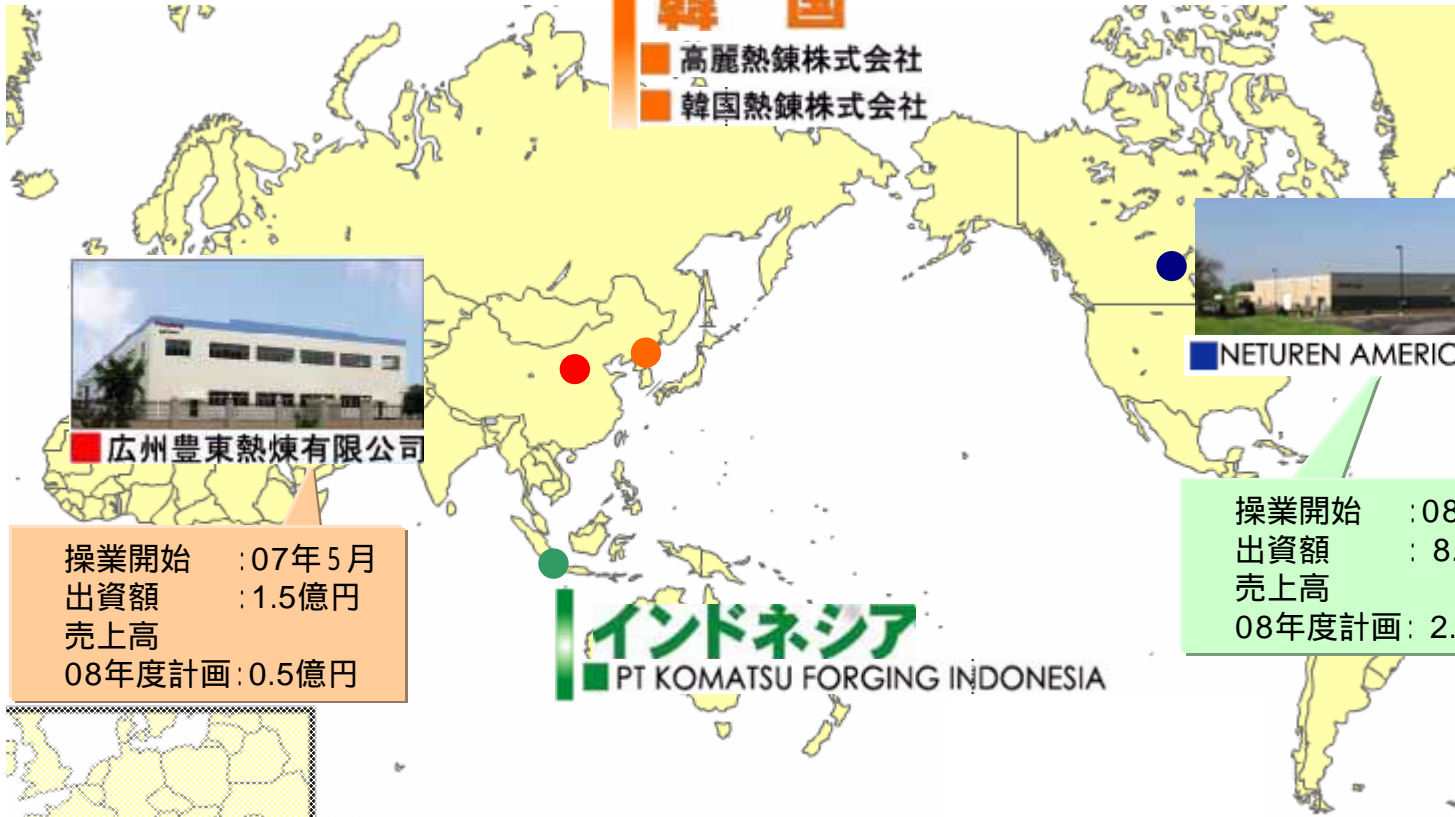 韓 国
■ 高麗熱錬株式会社
■ 韓国熱錬株式会社
■ 広州豊東熱煉有限公司
操業開始 :07年5月
出資額 :1.5億円
売上高
08年度計画:0.5億円
■ NETUREN AMERIC
操業開始 :08
出資額 : 8.
売上高
08年度計画: 2.
インドネシア
■ PT KOMATSU FORGING INDONESIA